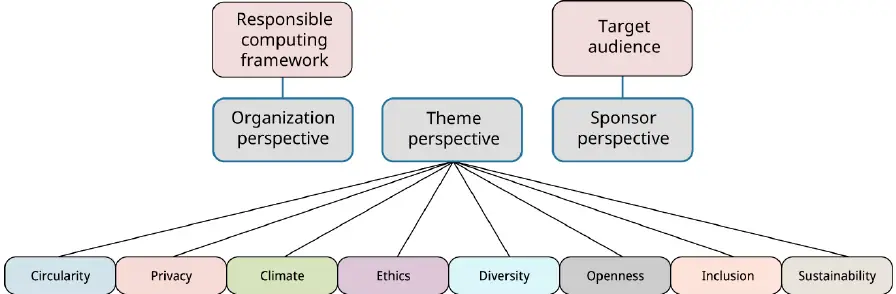 Responsible
computing
framework
Target
audience
Organization
perspective
Theme
perspective
Sponsor
perspective
Circularity
Privacy
Climate
Ethics
Diversity
Openness
Inclusion
Sustainability